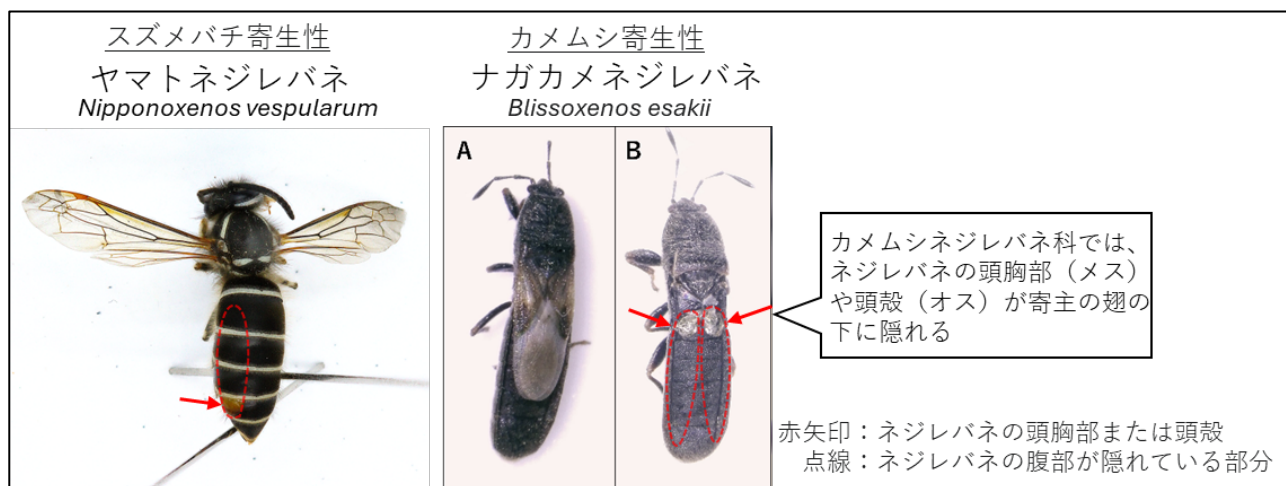 スズメバチ寄生性
ヤマトネジレバネ
Nipponoxenos vespularum
カメムシ寄生性
ナガカメネジレバネ
Blissoxenos esakii
A
B
カメムシネジレバネ科では、
ネジレバネの頭胸部（メス）
や頭殻（オス）が寄主の翅の
下に隠れる
赤矢印：ネジレバネの頭胸部または頭殻
点線：ネジレバネの腹部が隠れている部分